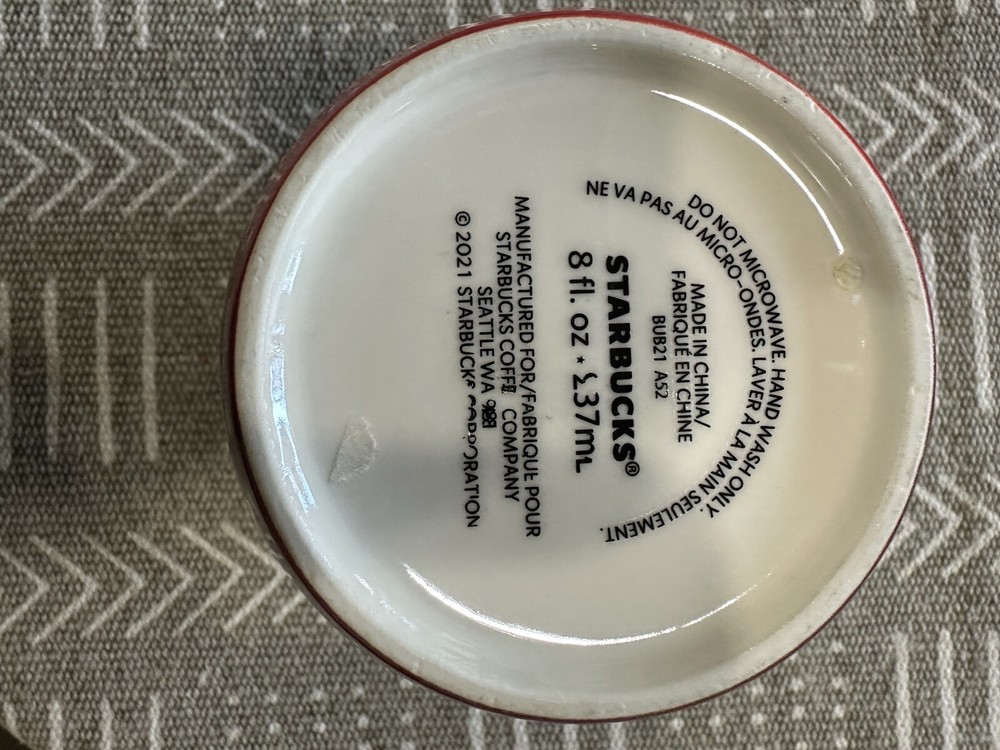 DO NOT MICROWAVE. HAND WASH ONLY.
NE VA PAS AU MICRO-ONDES. LAVER À LA MAIN SEULEMENT.
MADE IN CHINA/
FABRIQUÉ EN CHINE
BUB21 A52
STARBUCKS®
8 fl. oz • 237mL
MANUFACTURED FOR/FABRIQUÉ POUR
STARBUCKS COFFEE COMPANY
SEATTLE WA
© 2021 STARBUCKS CORPORATION